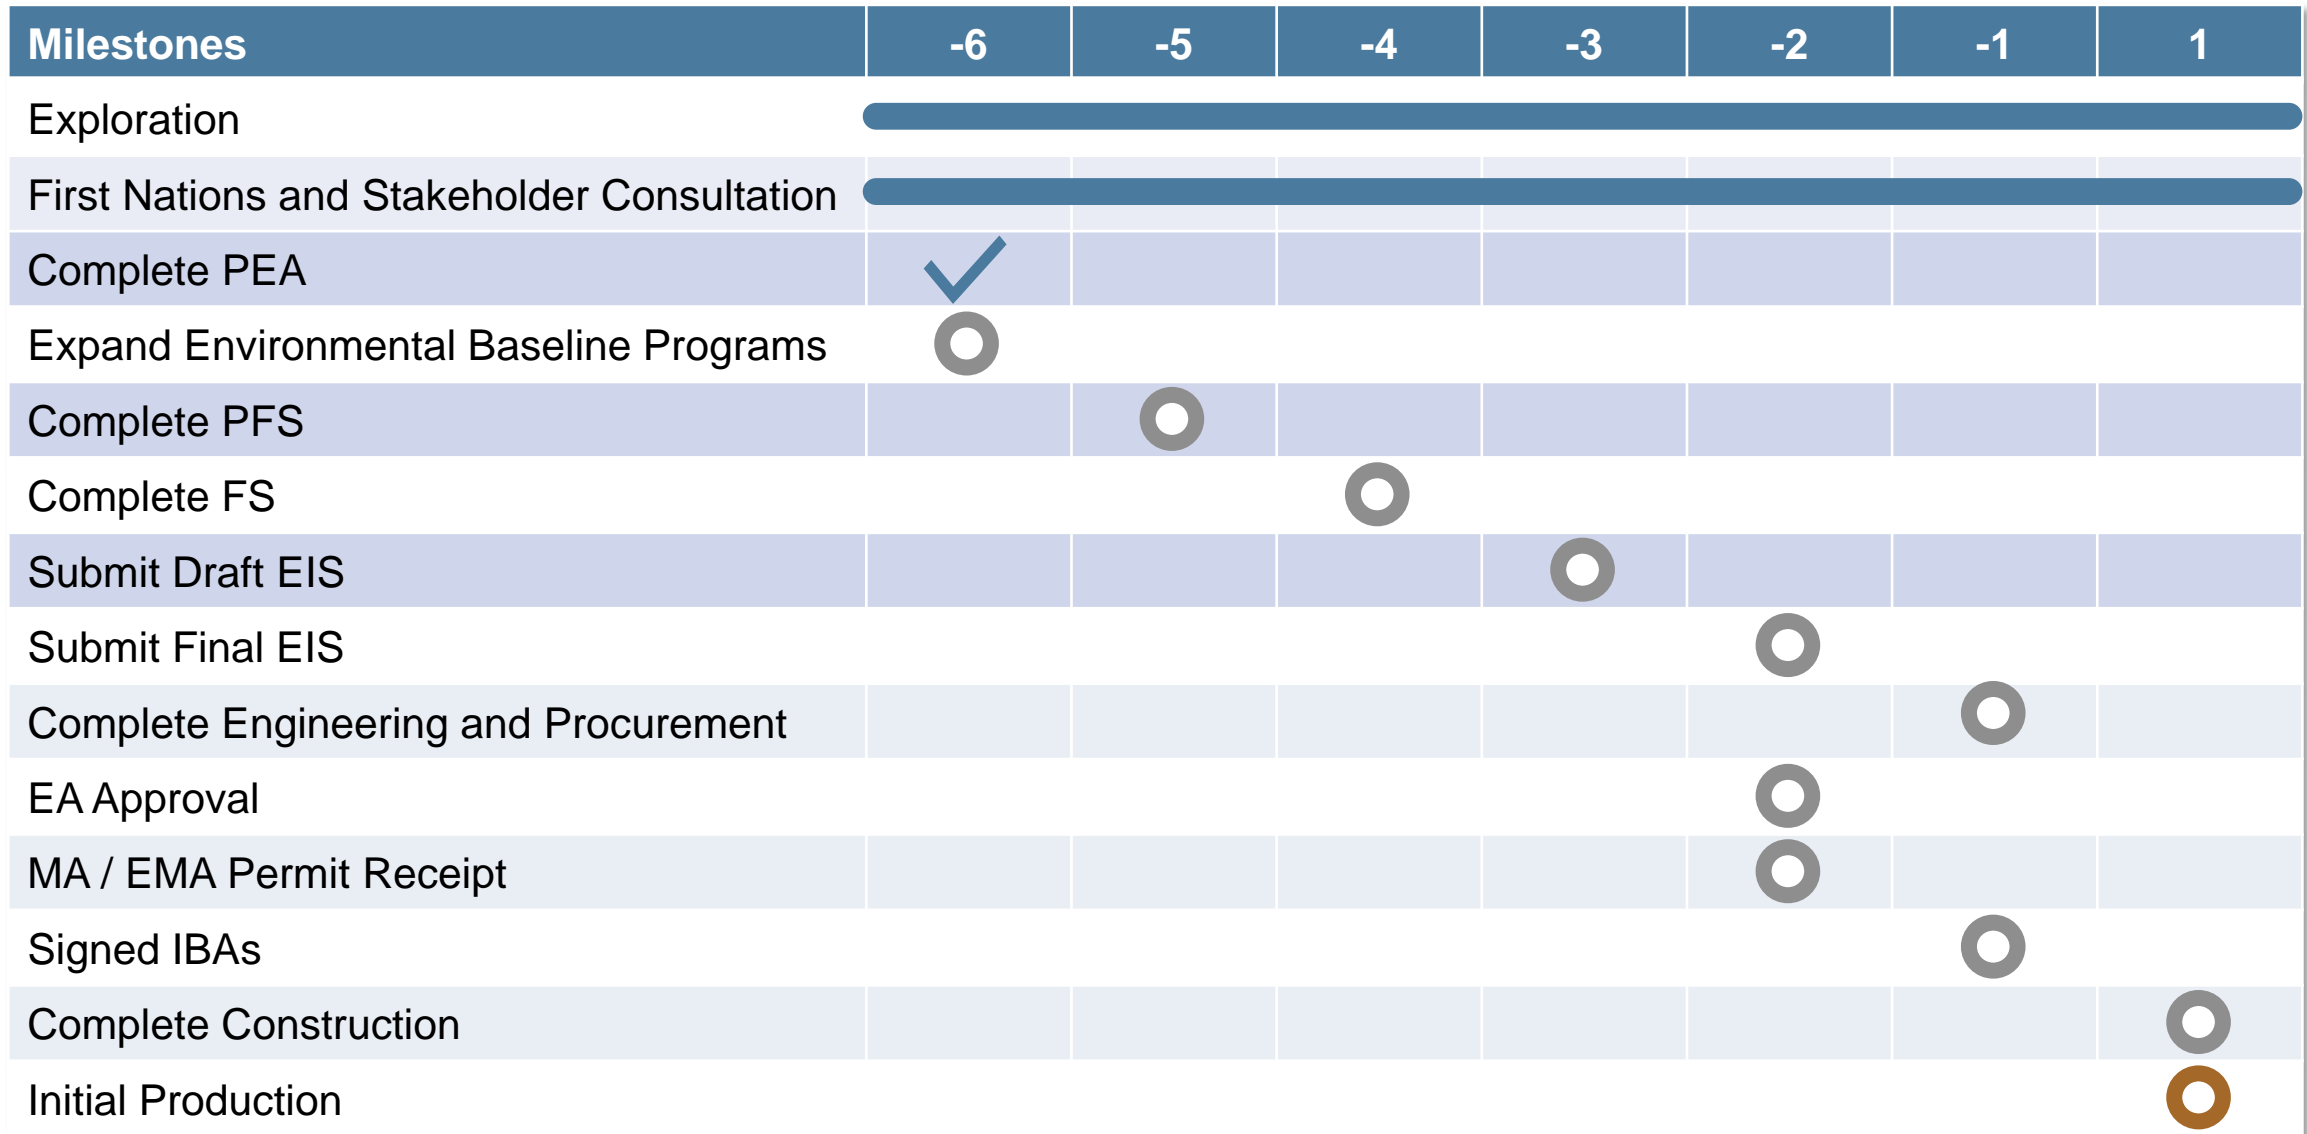 Milestones -6 -5 -4 -3 -2 -1 1
Exploration
First Nations and Stakeholder Consultation
Complete PEA
Expand Environmental Baseline Programs
Complete PFS
Complete FS
Submit Draft EIS
Submit Final EIS
Complete Engineering and Procurement
EA Approval
MA / EMA Permit Receipt
Signed IBAs
Complete Construction
Initial Production